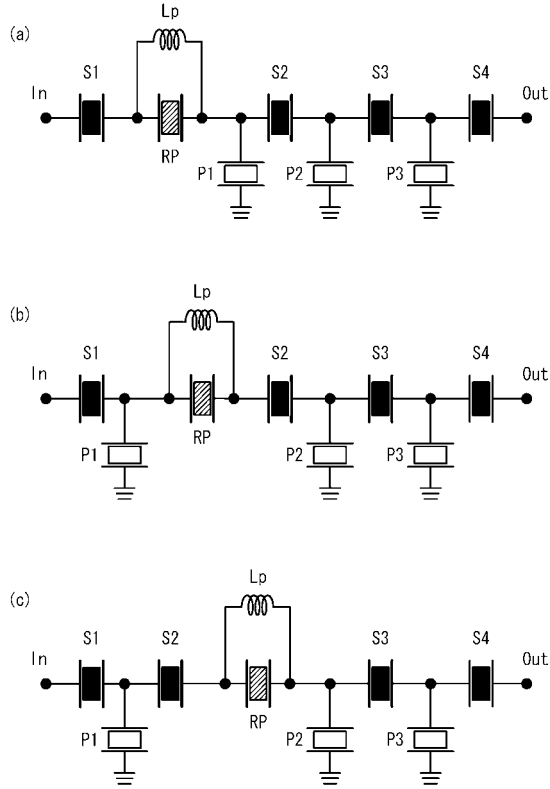 (a)
Lp
S1
S2
S3
S4
In
Out
RP
P1
P2
P3
(b)
Lp
S1
S2
S3
S4
In
Out
RP
P1
P2
P3
(c)
Lp
S1
S2
S3
S4
In
Out
RP
P1
P2
P3